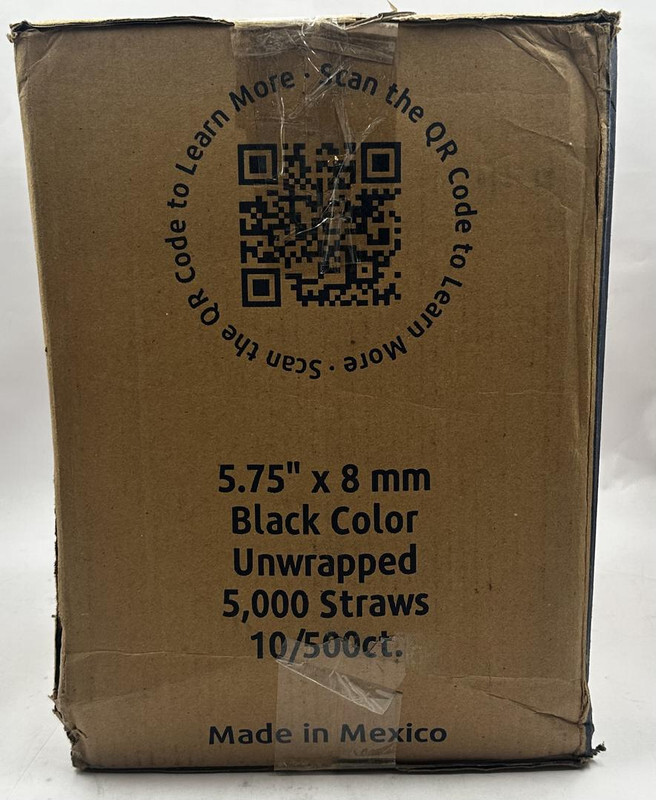 Scan the QR Code to Learn More · Scan the QR Code to Learn More ·
5.75" x 8 mm
Black Color
Unwrapped
5,000 Straws
10/500ct.
Made in Mexico